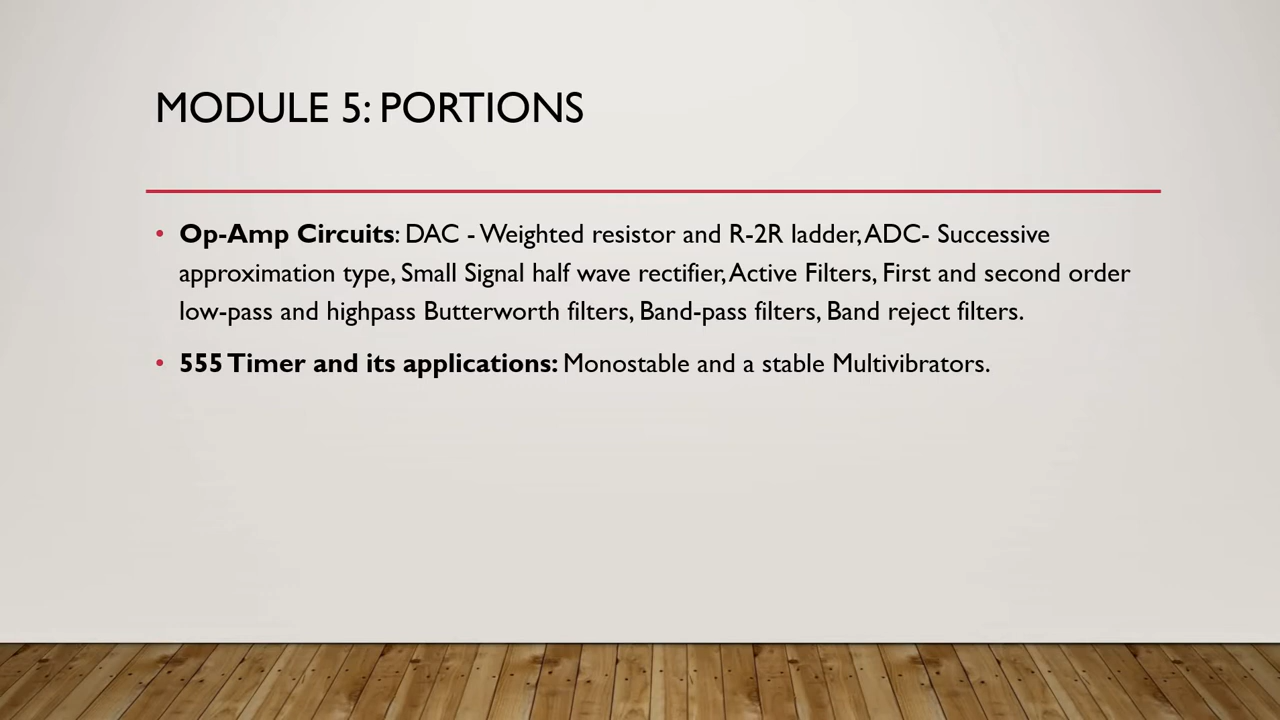 MODULE 5: PORTIONS
• Op-Amp Circuits: DAC - Weighted resistor and R-2R ladder, ADC- Successive
approximation type, Small Signal half wave rectifier, Active Filters, First and second order
low-pass and highpass Butterworth filters, Band-pass filters, Band reject filters.
• 555 Timer and its applications: Monostable and a stable Multivibrators.